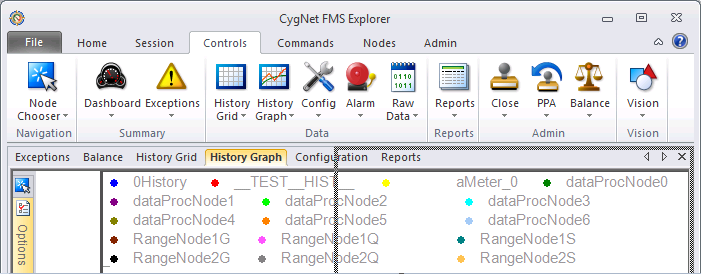 CygNet FMS Explorer
File Home Session Controls Commands Nodes Admin
Node Chooser Dashboard Exceptions History Grid History Graph Config Alarm 0110 1011 Raw Data Reports Close PPA Balance Vision
Navigation Summary Data Reports Admin Vision
Exceptions Balance History Grid History Graph Configuration Reports
0History __TEST__HIST__ aMeter_0 dataProcNode0
dataProcNode1 dataProcNode2 dataProcNode3
Options
dataProcNode4 dataProcNode5 dataProcNode6
RangeNode1G RangeNode1Q RangeNode1S
RangeNode2G RangeNode2Q RangeNode2S